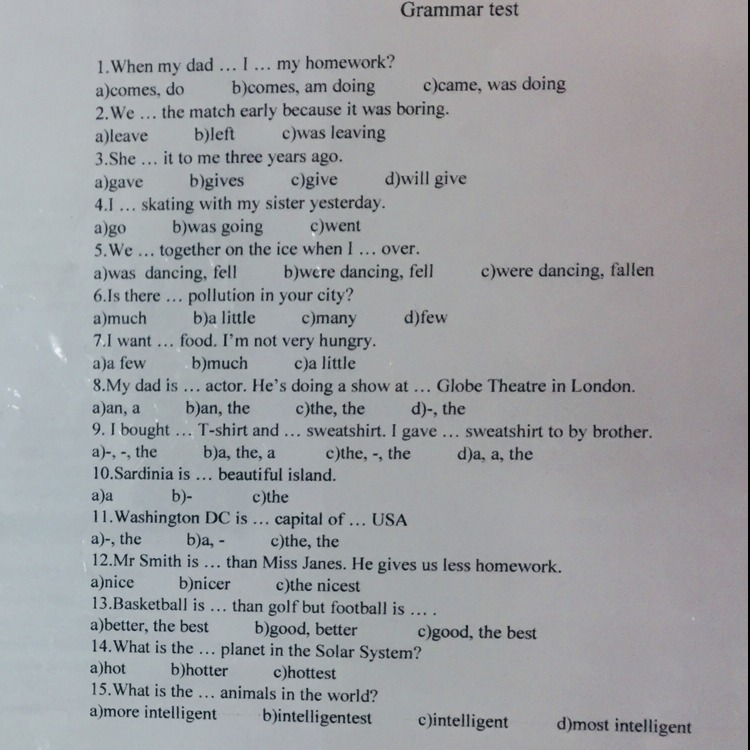 Grammar test
1.When my dad … I … my homework?
a)comes, do b)comes, am doing c)came, was doing
2.We … the match early because it was boring.
a)leave b)left c)was leaving
3.She … it to me three years ago.
a)gave b)gives c)give d)will give
4.I … skating with my sister yesterday.
a)go b)was going c)went
5.We … together on the ice when I … over.
a)was dancing, fell b)were dancing, fell c)were dancing, fallen
6.Is there … pollution in your city?
a)much b)a little c)many d)few
7.I want … food. I'm not very hungry.
a)a few b)much c)a little
8.My dad is … actor. He's doing a show at … Globe Theatre in London.
a)an, a b)an, the c)the, the d)-, the
9. I bought … T-shirt and … sweatshirt. I gave … sweatshirt to by brother.
a)-, -, the b)a, the, a c)the, -, the d)a, a, the
10.Sardinia is … beautiful island.
a)a b)- c)the
11.Washington DC is … capital of … USA
a)-, the b)a, - c)the, the
12.Mr Smith is … than Miss Janes. He gives us less homework.
a)nice b)nicer c)the nicest
13.Basketball is … than golf but football is … .
a)better, the best b)good, better c)good, the best
14.What is the … planet in the Solar System?
a)hot b)hotter c)hottest
15.What is the … animals in the world?
a)more intelligent b)intelligentest c)intelligent d)most intelligent